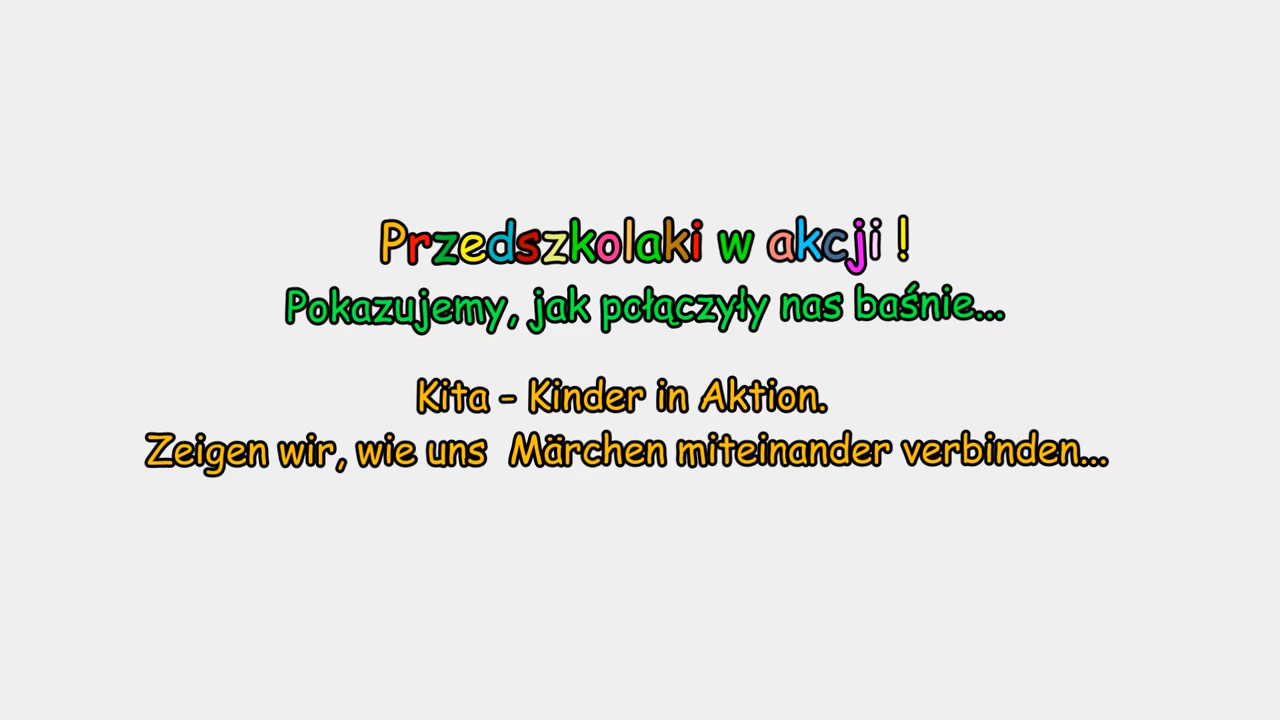 Przedszkolaki w akcji !
Pokazujemy, jak połączyły nas baśnie...
Kita - Kinder in Aktion.
Zeigen wir, wie uns Märchen miteinander verbinden...